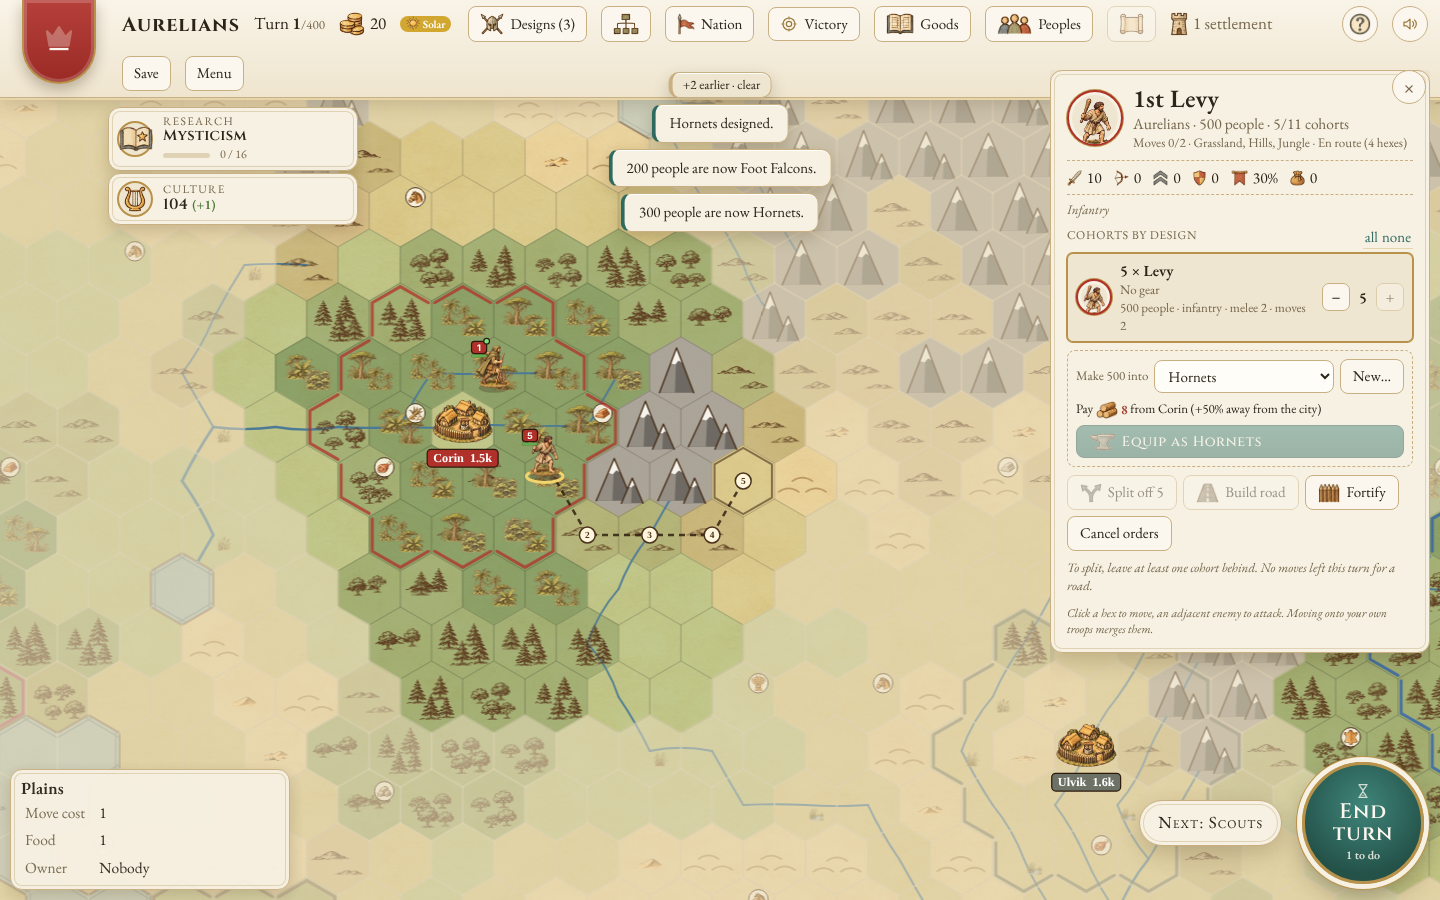 AURELIANS
Turn 1/400
20
Solar
Designs (3)
Nation
Victory
Goods
Peoples
1 settlement
?
Save
Menu
+2 earlier · clear
Hornets designed.
200 people are now Foot Falcons.
300 people are now Hornets.
RESEARCH
MYSTICISM
0 / 16
CULTURE
104 (+1)
1
5
Corin 1.5k
5
2
3
4
Ulvik 1.6k
×
1st Levy
Aurelians · 500 people · 5/11 cohorts
Moves 0/2 · Grassland, Hills, Jungle · En route (4 hexes)
10 0 0 0 30% 0
Infantry
COHORTS BY DESIGN
all none
5 × Levy
No gear
500 people · infantry · melee 2 · moves
2
− 5 +
Make 500 into
Hornets
New...
Pay 8 from Corin (+50% away from the city)
EQUIP AS HORNETS
Split off 5
Build road
Fortify
Cancel orders
To split, leave at least one cohort behind. No moves left this turn for a
road.
Click a hex to move, an adjacent enemy to attack. Moving onto your own
troops merges them.
Plains
Move cost 1
Food 1
Owner Nobody
NEXT: SCOUTS
END
TURN
1 to do